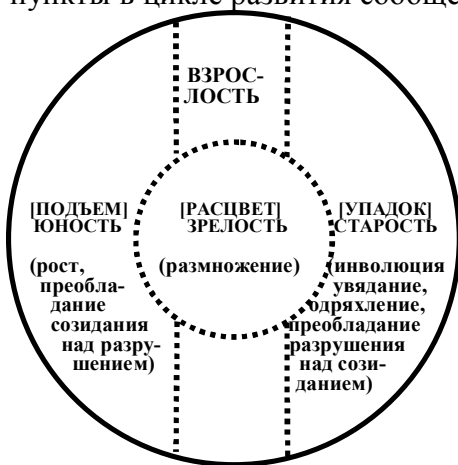 пункты в цикле развития сообще
ВЗРОС-
ЛОСТЬ
[ПОДЪЕМ]
ЮНОСТЬ
(рост,
преобла-
дание
созидания
над разру-
шением)
[РАСЦВЕТ]
ЗРЕЛОСТЬ
(размножение)
[УПАДОК]
СТАРОСТЬ
(инволюция
увядание,
одряхление,
преобладание
разрушения
над сози-
данием)